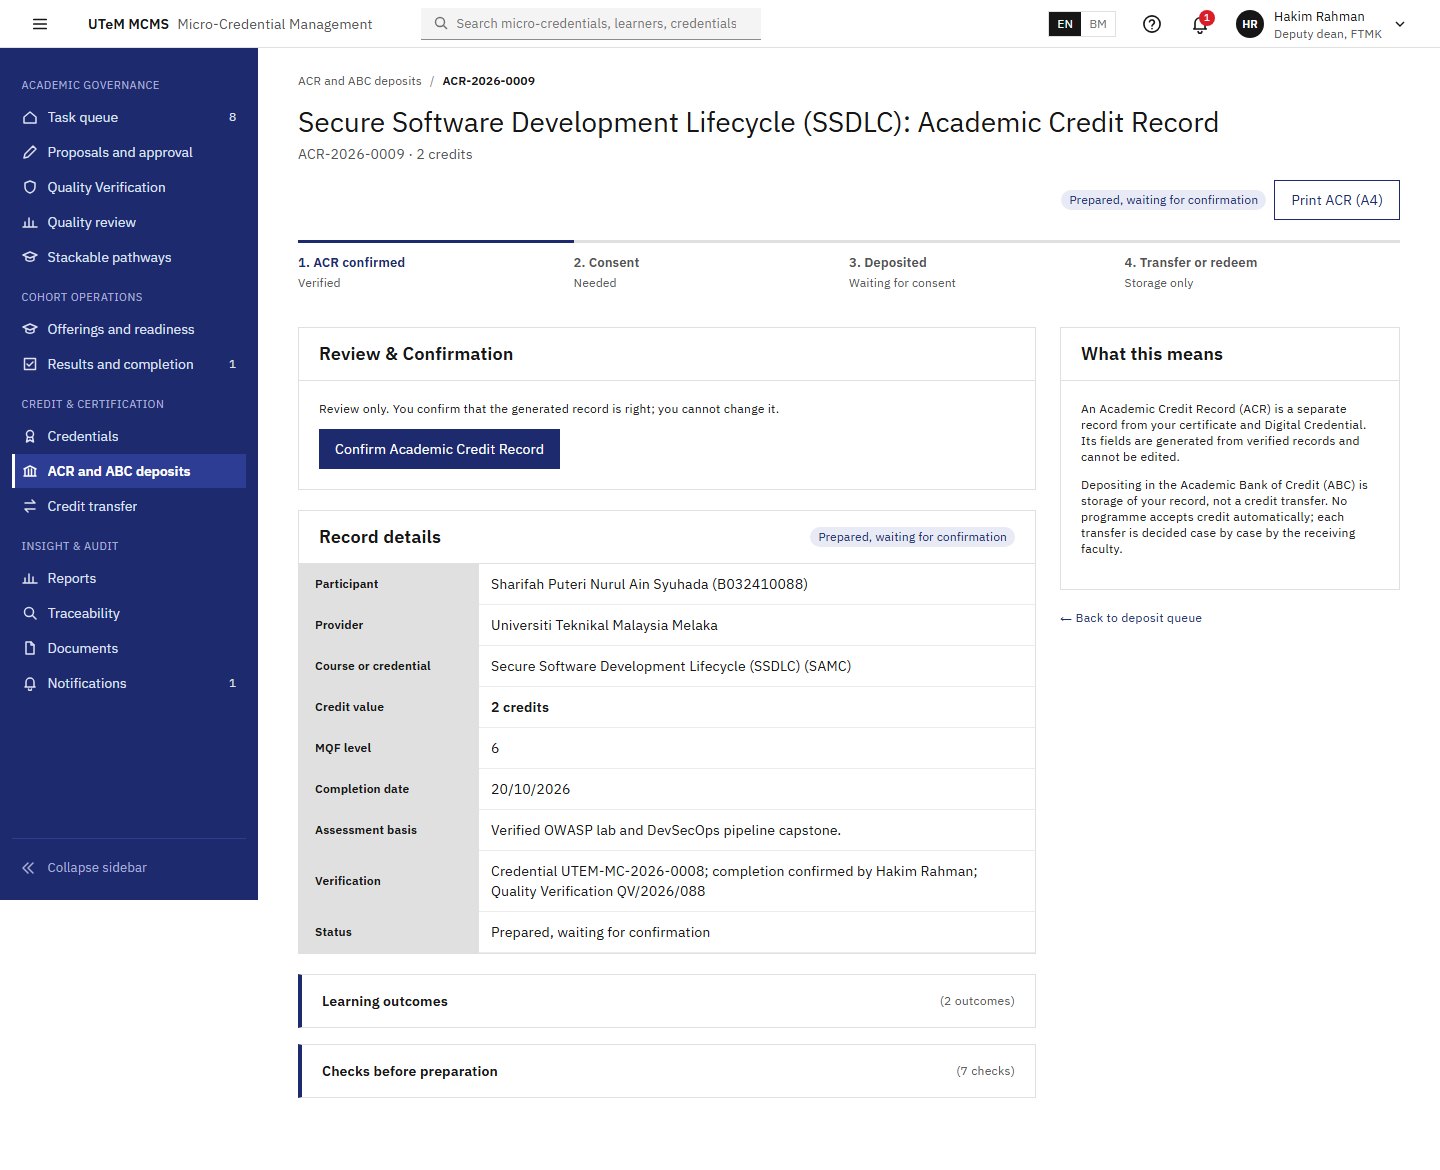 UTeM MCMS Micro-Credential Management
Search micro-credentials, learners, credentials
EN BM
1
HR
Hakim Rahman
Deputy dean, FTMK
ACADEMIC GOVERNANCE
Task queue 8
Proposals and approval
Quality Verification
Quality review
Stackable pathways
COHORT OPERATIONS
Offerings and readiness
Results and completion 1
CREDIT & CERTIFICATION
Credentials
ACR and ABC deposits
Credit transfer
INSIGHT & AUDIT
Reports
Traceability
Documents
Notifications 1
Collapse sidebar
ACR and ABC deposits / ACR-2026-0009
Secure Software Development Lifecycle (SSDLC): Academic Credit Record
ACR-2026-0009 · 2 credits
Prepared, waiting for confirmation
Print ACR (A4)
1. ACR confirmed
Verified
2. Consent
Needed
3. Deposited
Waiting for consent
4. Transfer or redeem
Storage only
Review & Confirmation
Review only. You confirm that the generated record is right; you cannot change it.
Confirm Academic Credit Record
Record details
Prepared, waiting for confirmation
Participant Sharifah Puteri Nurul Ain Syuhada (B032410088)
Provider Universiti Teknikal Malaysia Melaka
Course or credential Secure Software Development Lifecycle (SSDLC) (SAMC)
Credit value 2 credits
MQF level 6
Completion date 20/10/2026
Assessment basis Verified OWASP lab and DevSecOps pipeline capstone.
Verification Credential UTEM-MC-2026-0008; completion confirmed by Hakim Rahman;
Quality Verification QV/2026/088
Status Prepared, waiting for confirmation
Learning outcomes (2 outcomes)
Checks before preparation (7 checks)
What this means
An Academic Credit Record (ACR) is a separate
record from your certificate and Digital Credential.
Its fields are generated from verified records and
cannot be edited.
Depositing in the Academic Bank of Credit (ABC) is
storage of your record, not a credit transfer. No
programme accepts credit automatically; each
transfer is decided case by case by the receiving
faculty.
← Back to deposit queue